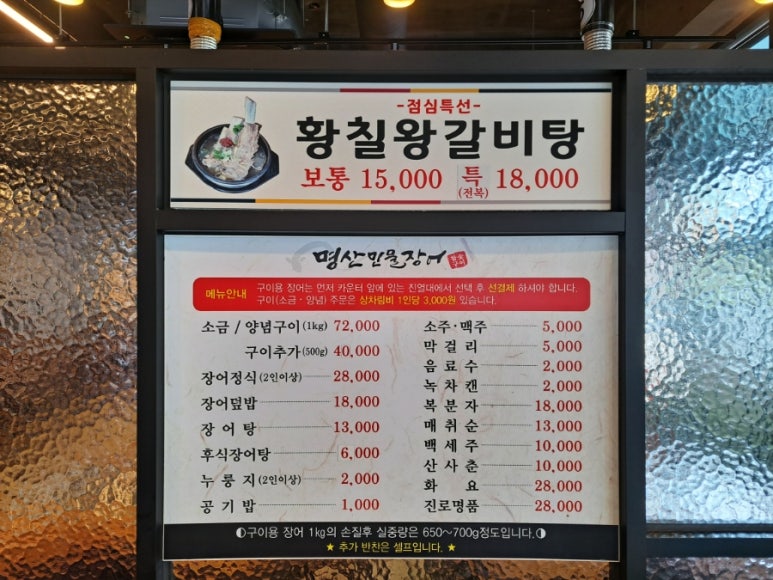 -점심특선-
황칠왕갈비탕
보통 15,000 특(전복) 18,000
명산민물장어
메뉴안내
구이용 장어는 먼저 카운터 앞에 있는 진열대에서 선택 후 선결제 하셔야 합니다.
구이(소금 - 양념) 주문은 상차림비 1인당 3,000원 있습니다.
소금 / 양념구이(1kg) 72,000
구이추가(500g) 40,000
장어정식(2인이상) 28,000
장어덮밥 18,000
장어탕 13,000
후식장어탕 6,000
누룽지(2인이상) 2,000
공기밥 1,000
소주·맥주 5,000
막걸리 5,000
음료수 2,000
녹차캔 2,000
복분자 18,000
매취순 13,000
백세주 10,000
산사춘 10,000
화요 28,000
진로명품 28,000
◐구이용 장어 1kg의 손질후 실중량은 650~700g정도입니다.◑
★ 추가 반찬은 셀프입니다. ★